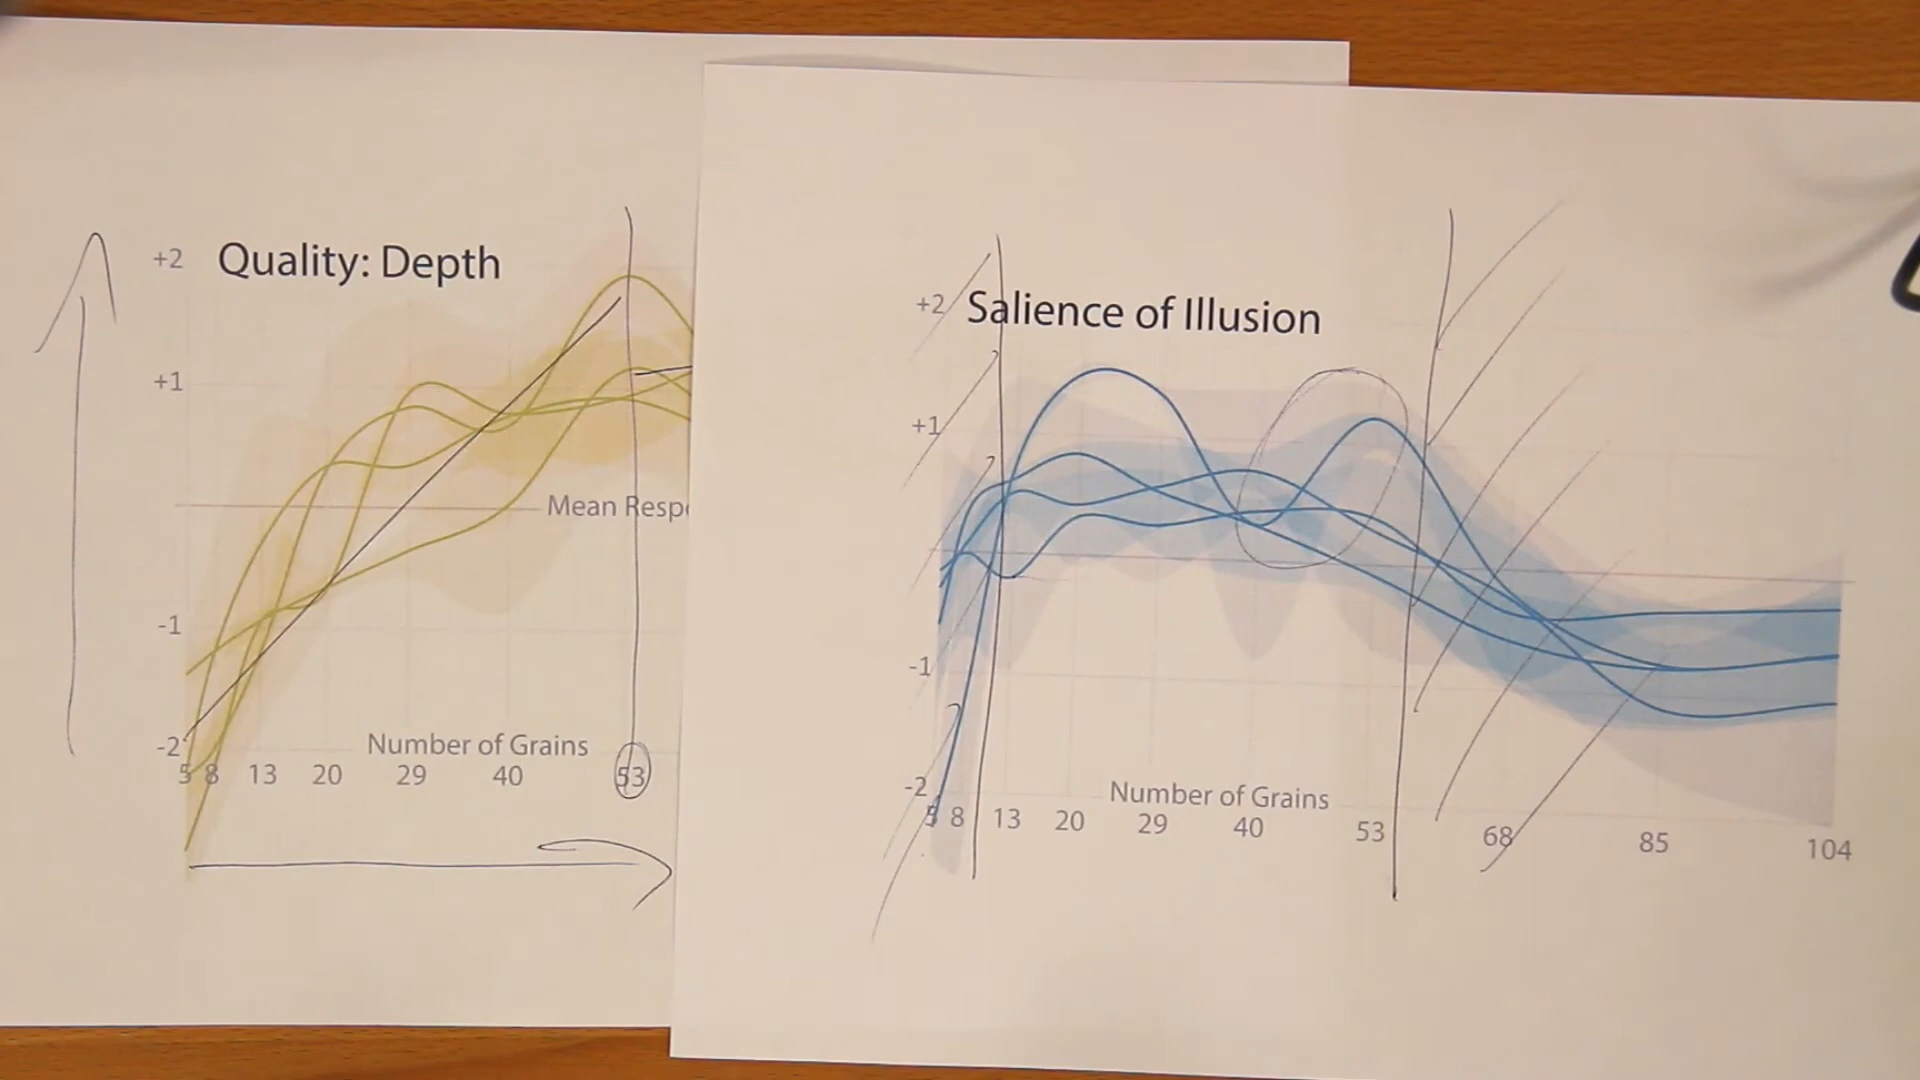 Quality: Depth
+2
+1
Mean Resp
-1
-2
Number of Grains
5 8 13 20 29 40 53
Salience of Illusion
+2
+1
-1
-2
Number of Grains
5 8 13 20 29 40 53 68 85 104